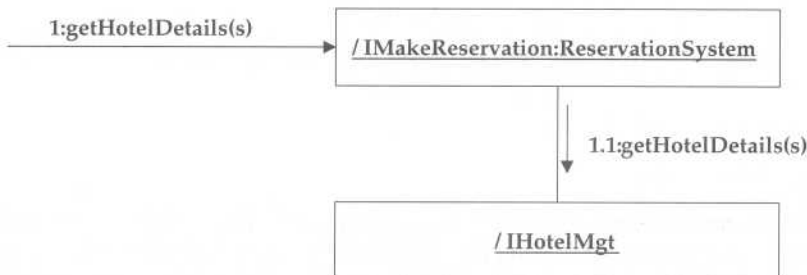 1:getHotelDetails(s)
/ IMakeReservation:ReservationSystem
1.1:getHotelDetails(s)
/ IHotelMgt